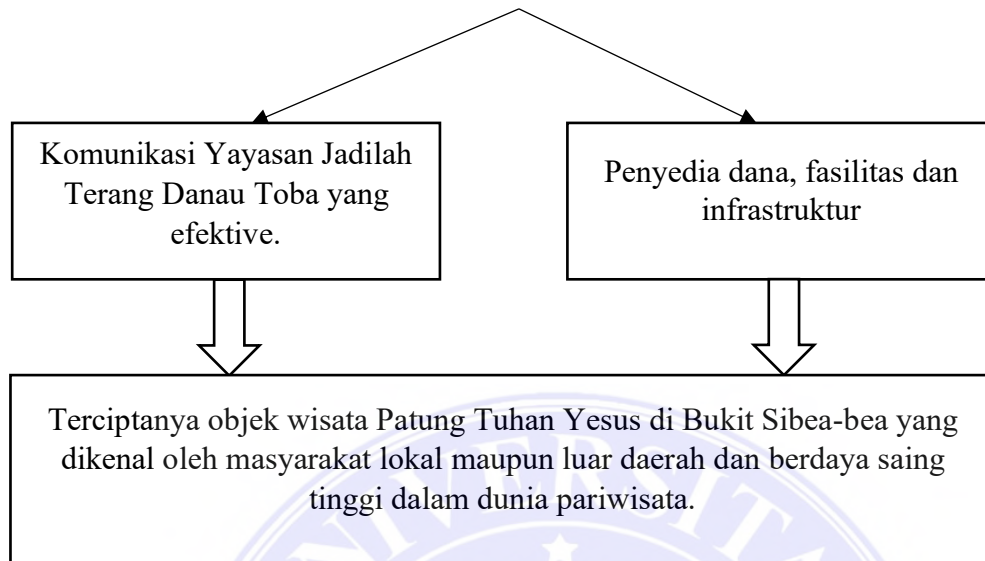 Komunikasi Yayasan Jadilah
Terang Danau Toba yang
efektive.
Penyedia dana, fasilitas dan
infrastruktur
Terciptanya objek wisata Patung Tuhan Yesus di Bukit Sibea-bea yang
dikenal oleh masyarakat lokal maupun luar daerah dan berdaya saing
tinggi dalam dunia pariwisata.